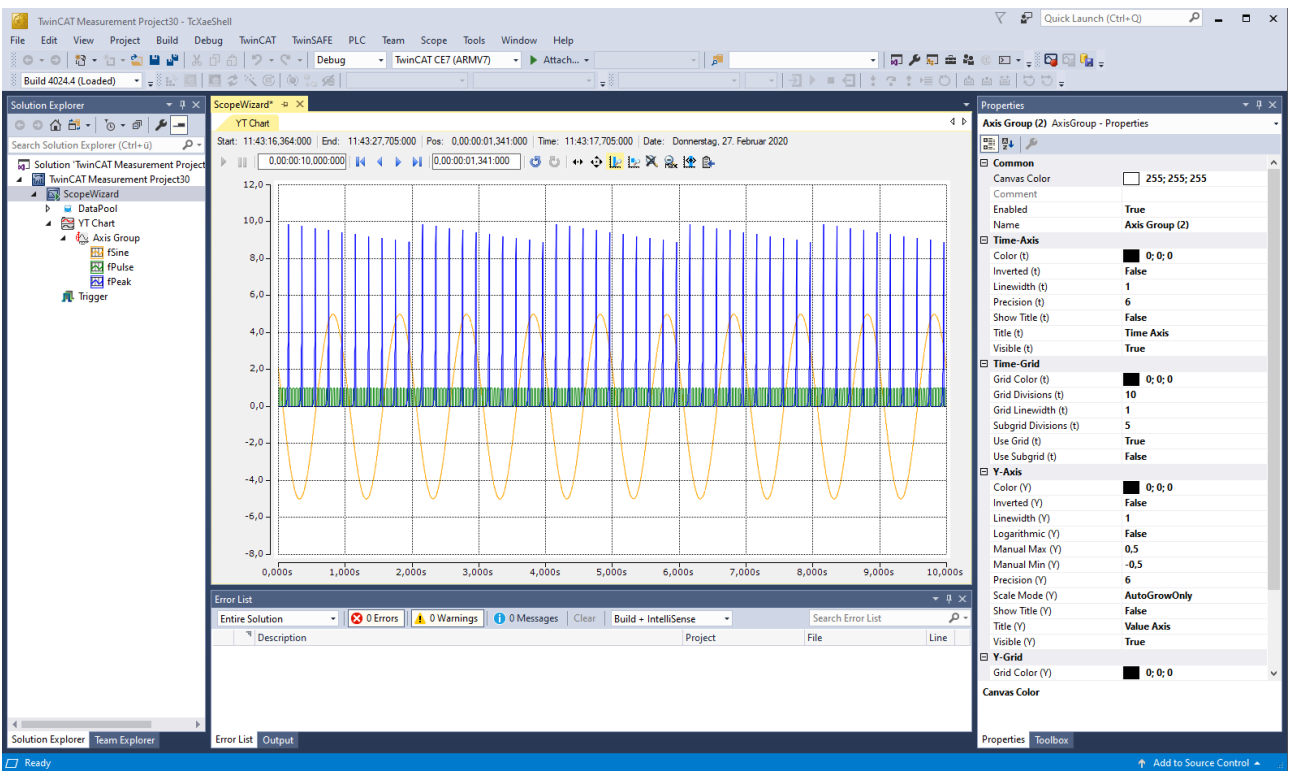 TwinCAT Measurement Project30 - TcXaeShell
Quick Launch (Ctrl+Q)
File Edit View Project Build Debug TwinCAT TwinSAFE PLC Team Scope Tools Window Help
Debug TwinCAT CE7 (ARMV7) Attach...
Build 4024.4 (Loaded)
Solution Explorer
Search Solution Explorer (Ctrl+ü)
Solution 'TwinCAT Measurement Project
TwinCAT Measurement Project30
ScopeWizard
DataPool
YT Chart
Axis Group
fSine
fPulse
fPeak
Trigger
Solution Explorer Team Explorer
ScopeWizard*
YT Chart
Start: 11:43:16,364:000 End: 11:43:27,705:000 Pos: 0,00:00:01,341:000 Time: 11:43:17,705:000 Date: Donnerstag, 27. Februar 2020
0,00:00:10,000:000 0,00:00:01,341:000
12,0
10,0
8,0
6,0
4,0
2,0
0,0
-2,0
-4,0
-6,0
-8,0
0,000s 1,000s 2,000s 3,000s 4,000s 5,000s 6,000s 7,000s 8,000s 9,000s 10,000s
Error List
Entire Solution 0 Errors 0 Warnings 0 Messages Clear Build + IntelliSense Search Error List
Description Project File Line
Error List Output
Properties
Axis Group (2) AxisGroup - Properties
Common
Canvas Color 255; 255; 255
Comment
Enabled True
Name Axis Group (2)
Time-Axis
Color (t) 0; 0; 0
Inverted (t) False
Linewidth (t) 1
Precision (t) 6
Show Title (t) False
Title (t) Time Axis
Visible (t) True
Time-Grid
Grid Color (t) 0; 0; 0
Grid Divisions (t) 10
Grid Linewidth (t) 1
Subgrid Divisions (t) 5
Use Grid (t) True
Use Subgrid (t) False
Y-Axis
Color (Y) 0; 0; 0
Inverted (Y) False
Linewidth (Y) 1
Logarithmic (Y) False
Manual Max (Y) 0,5
Manual Min (Y) -0,5
Precision (Y) 6
Scale Mode (Y) AutoGrowOnly
Show Title (Y) False
Title (Y) Value Axis
Visible (Y) True
Y-Grid
Grid Color (Y) 0; 0; 0
Canvas Color
Properties Toolbox
Ready
Add to Source Control